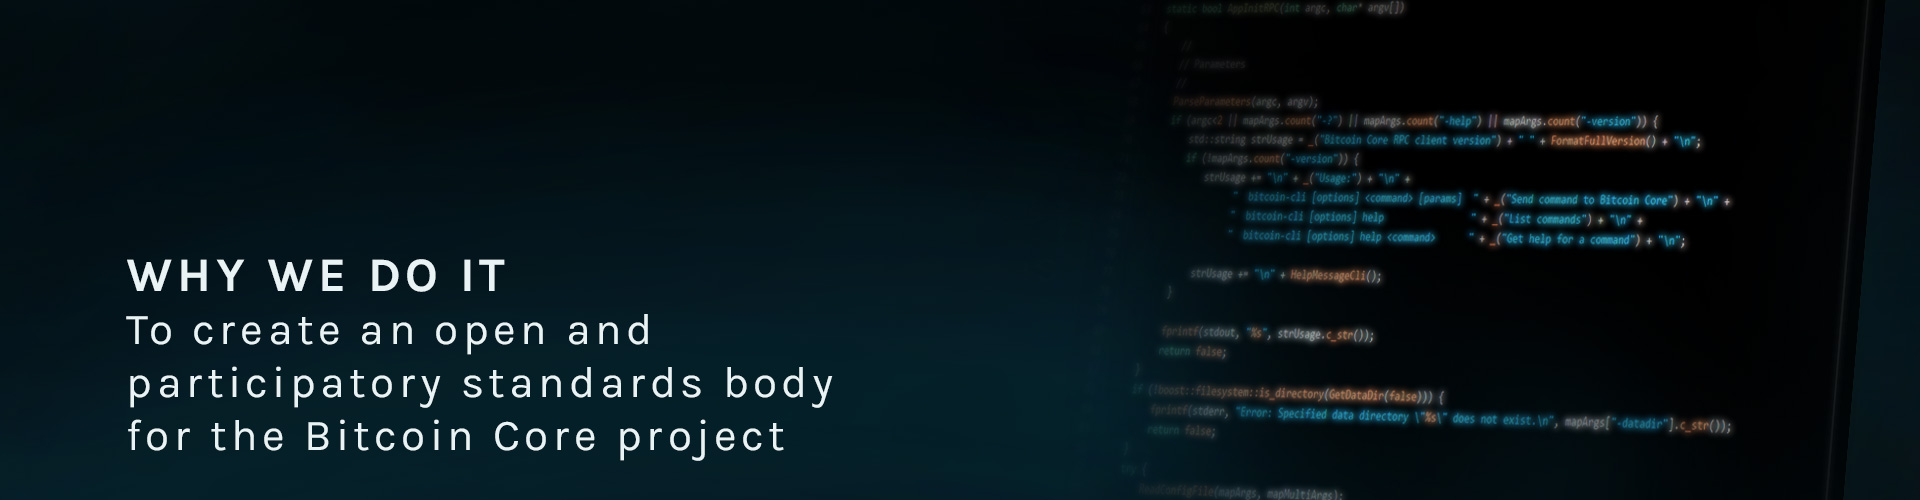 WHY WE DO IT
To create an open and
participatory standards body
for the Bitcoin Core project
static bool AppInitRPC(int argc, char* argv[])
{
//
// Parameters
//
ParseParameters(argc, argv);
if (argc<2 || mapArgs.count("-?") || mapArgs.count("-help") || mapArgs.count("-version")) {
std::string strUsage = _("Bitcoin Core RPC client version") + " " + FormatFullVersion() + "\n";
if (!mapArgs.count("-version")) {
strUsage += "\n" + _("Usage:") + "\n" +
" bitcoin-cli [options] <command> [params] " + _("Send command to Bitcoin Core") + "\n" +
" bitcoin-cli [options] help " + _("List commands") + "\n" +
" bitcoin-cli [options] help <command> " + _("Get help for a command") + "\n";
strUsage += "\n" + HelpMessageCli();
}
fprintf(stdout, "%s", strUsage.c_str());
return false;
}
if (!boost::filesystem::is_directory(GetDataDir(false))) {
fprintf(stderr, "Error: Specified data directory \"%s\" does not exist.\n", mapArgs["-datadir"].c_str());
return false;
}
try {
ReadConfigFile(mapArgs, mapMultiArgs);